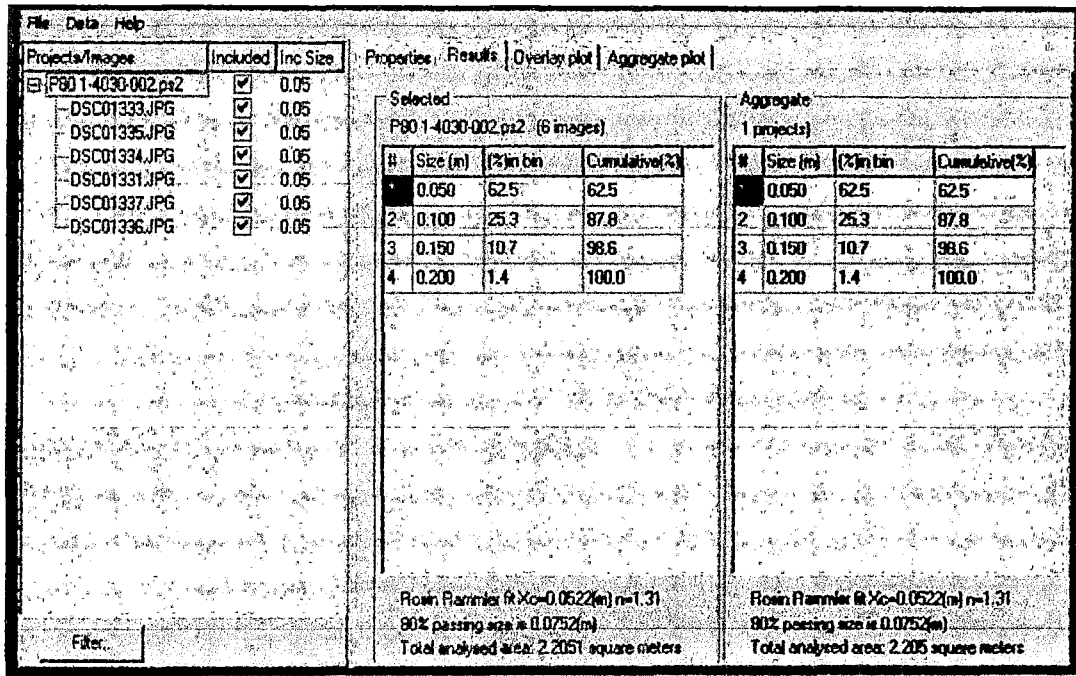 File Data Help
Projects/Images Included Inc Size
P80 1-4030-002.ps2 0.05
DSC01333.JPG 0.05
DSC01335.JPG 0.05
DSC01334.JPG 0.05
DSC01331.JPG 0.05
DSC01337.JPG 0.05
DSC01336.JPG 0.05
Filter...
Properties Results Overlay plot Aggregate plot
Selected
P80 1-4030-002.ps2 (6 images)
# Size (m) (%)in bin Cumulative(%)
1 0.050 62.5 62.5
2 0.100 25.3 87.8
3 0.150 10.7 98.6
4 0.200 1.4 100.0
Rosin Rammler fit Xc=0.0522(m) n=1.31
80% passing size is 0.0752(m)
Total analysed area: 2.2051 square meters
Aggregate
1 projects)
# Size (m) (%)in bin Cumulative(%)
1 0.050 62.5 62.5
2 0.100 25.3 87.8
3 0.150 10.7 98.6
4 0.200 1.4 100.0
Rosin Rammler fit Xc=0.0522(m) n=1.31
80% passing size is 0.0752(m)
Total analysed area: 2.205 square meters